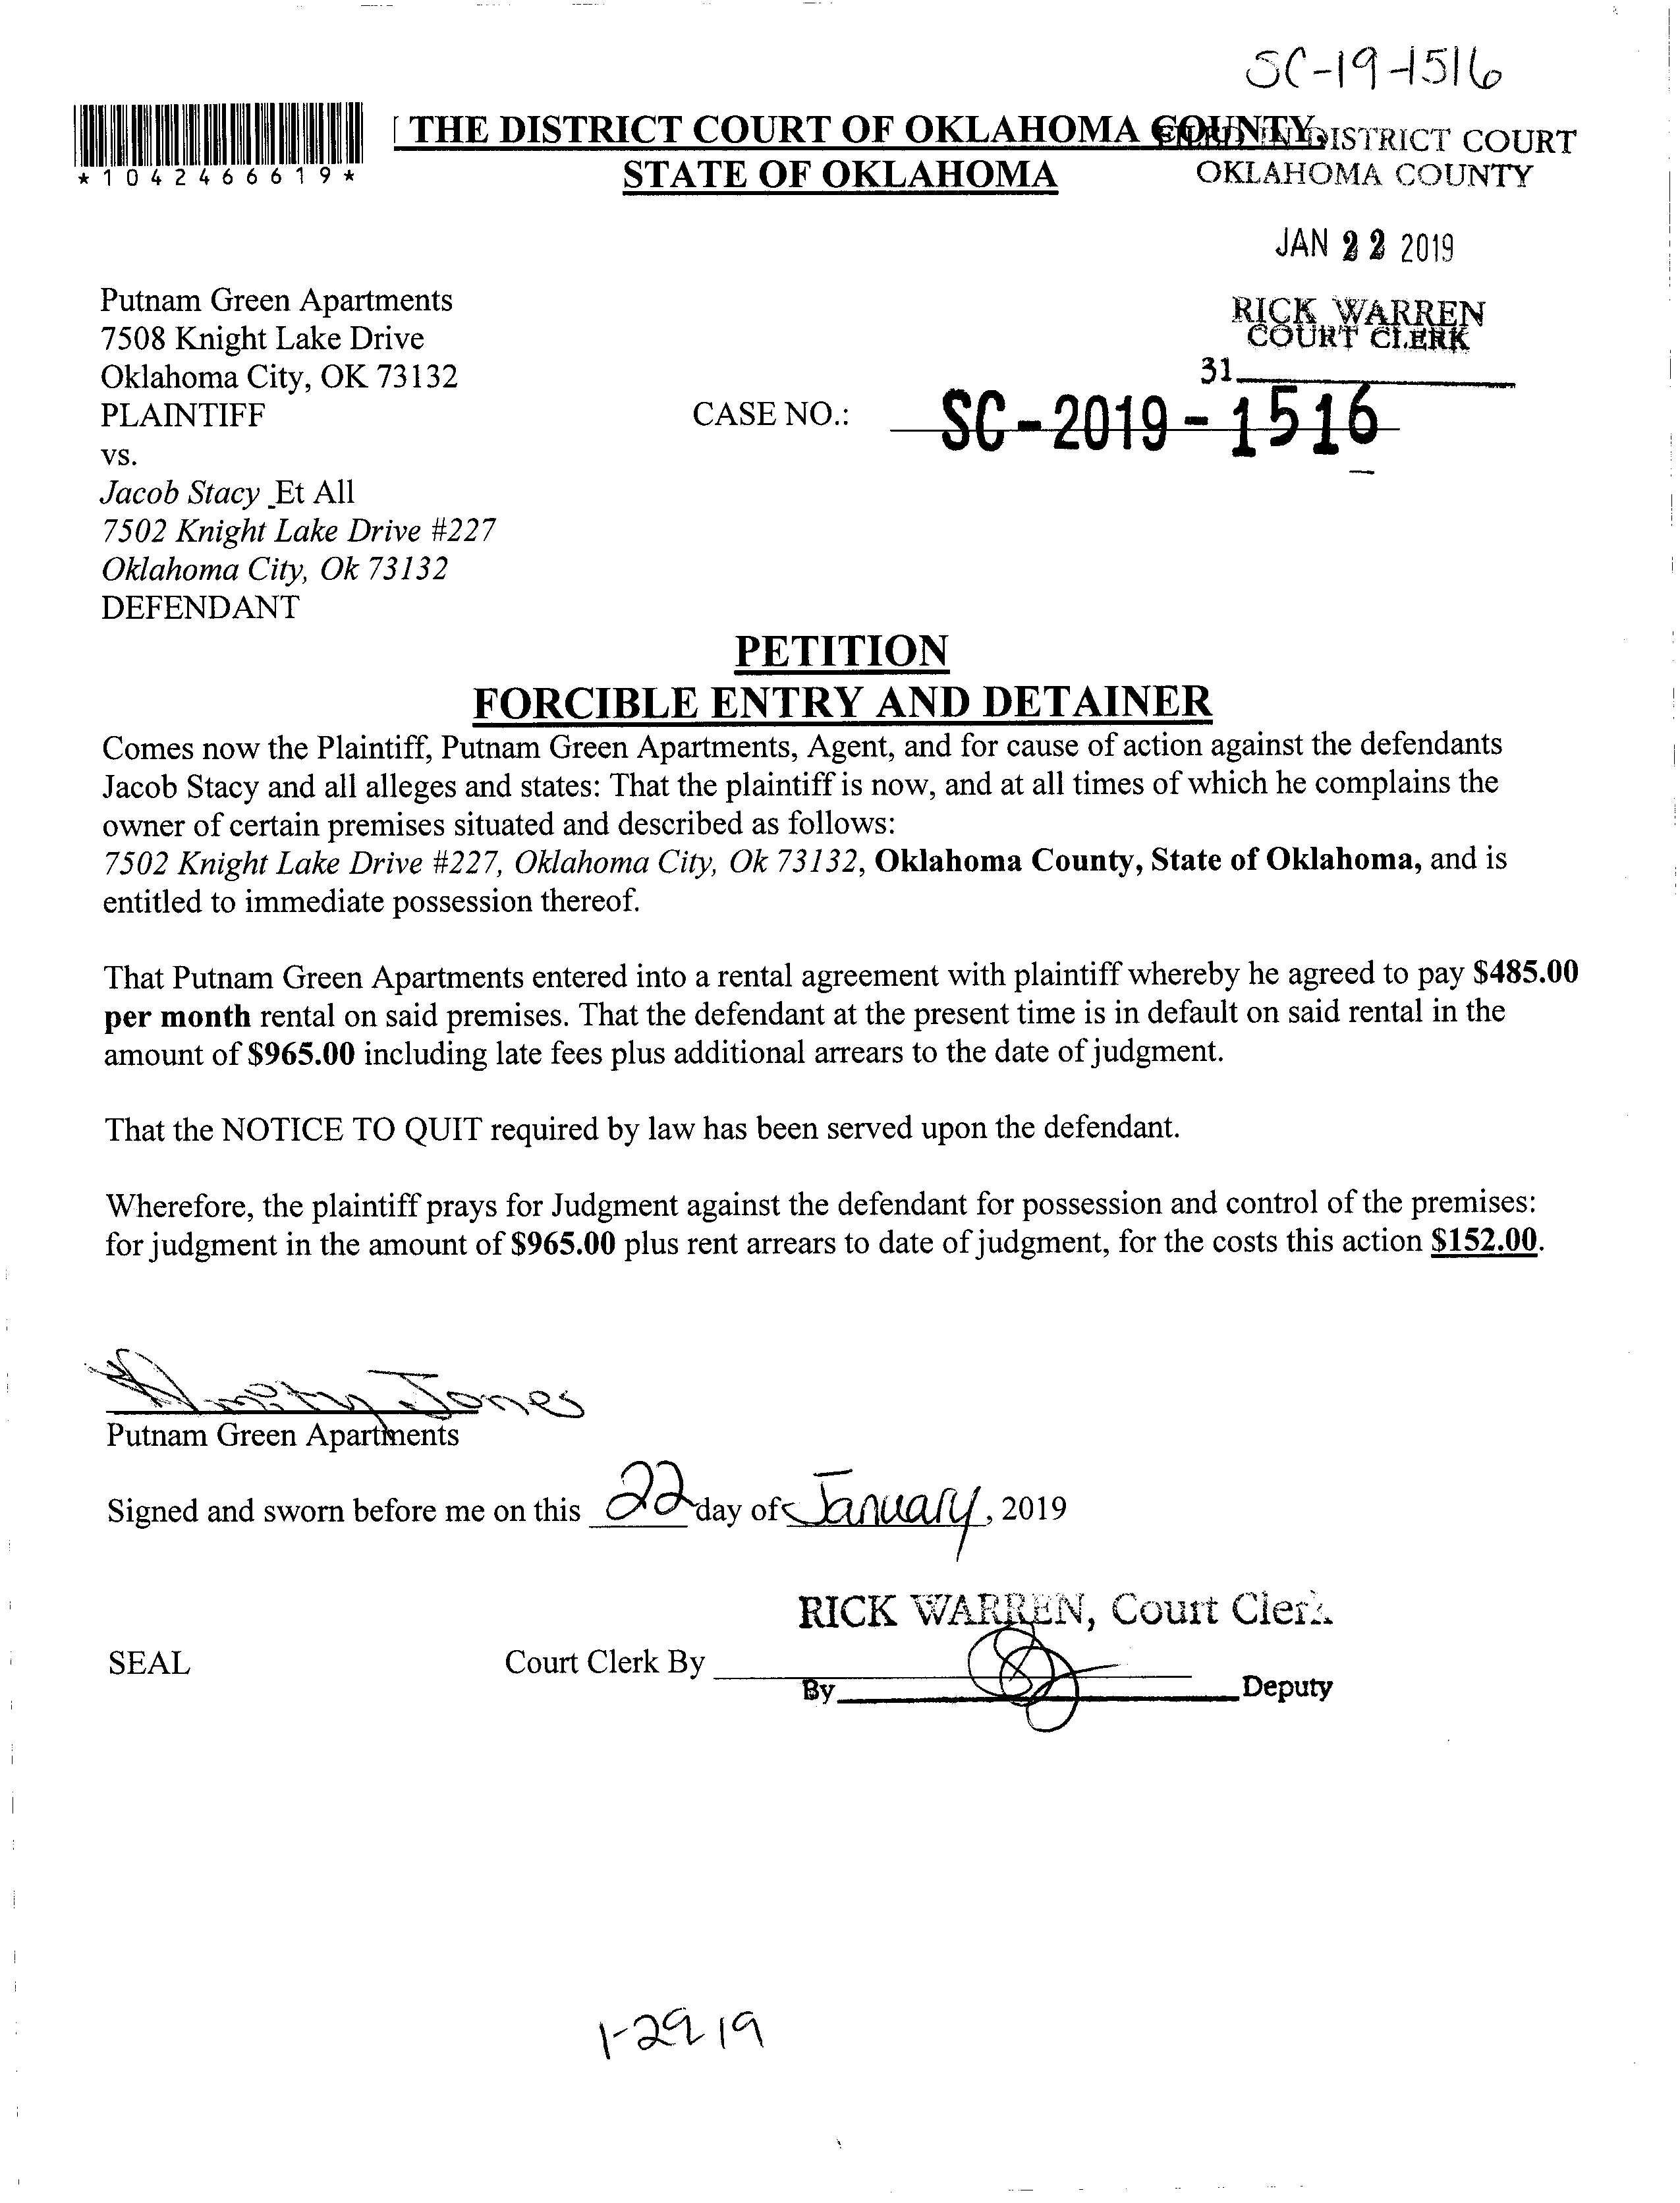 SC-19-1516
*1042466619*
THE DISTRICT COURT OF OKLAHOMA COUNTY,
STATE OF OKLAHOMA
DISTRICT COURT
OKLAHOMA COUNTY
JAN 22 2019
RICK WARREN
COURT CLERK
31
Putnam Green Apartments
7508 Knight Lake Drive
Oklahoma City, OK 73132
PLAINTIFF
CASE NO.: SC-2019-1516
vs.
Jacob Stacy Et All
7502 Knight Lake Drive #227
Oklahoma City, Ok 73132
DEFENDANT
PETITION
FORCIBLE ENTRY AND DETAINER
Comes now the Plaintiff, Putnam Green Apartments, Agent, and for cause of action against the defendants
Jacob Stacy and all alleges and states: That the plaintiff is now, and at all times of which he complains the
owner of certain premises situated and described as follows:
7502 Knight Lake Drive #227, Oklahoma City, Ok 73132, Oklahoma County, State of Oklahoma, and is
entitled to immediate possession thereof.
That Putnam Green Apartments entered into a rental agreement with plaintiff whereby he agreed to pay $485.00
per month rental on said premises. That the defendant at the present time is in default on said rental in the
amount of $965.00 including late fees plus additional arrears to the date of judgment.
That the NOTICE TO QUIT required by law has been served upon the defendant.
Wherefore, the plaintiff prays for Judgment against the defendant for possession and control of the premises:
for judgment in the amount of $965.00 plus rent arrears to date of judgment, for the costs this action $152.00.
Jones
Putnam Green Apartments
Signed and sworn before me on this 22 day of January, 2019
RICK WARREN, Court Clerk
SEAL
Court Clerk By
By Deputy
1-29 19